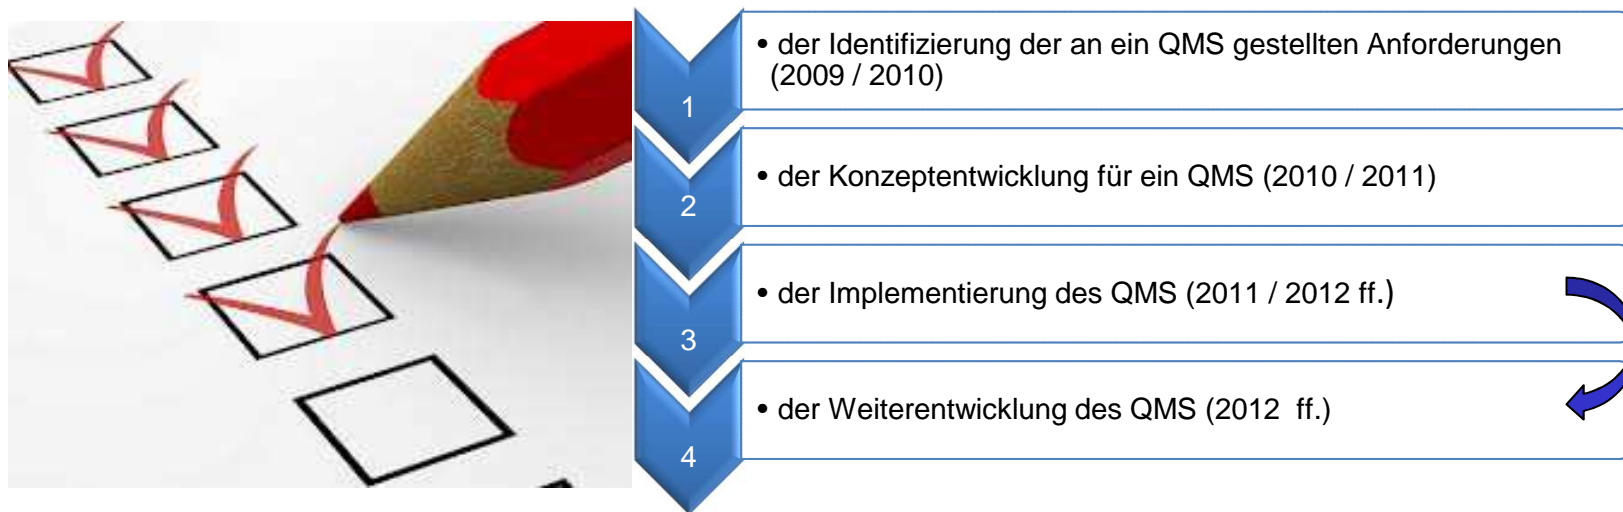 1
• der Identifizierung der an ein QMS gestellten Anforderungen
(2009 / 2010)
2
• der Konzeptentwicklung für ein QMS (2010 / 2011)
3
• der Implementierung des QMS (2011 / 2012 ff.)
4
• der Weiterentwicklung des QMS (2012  ff.)